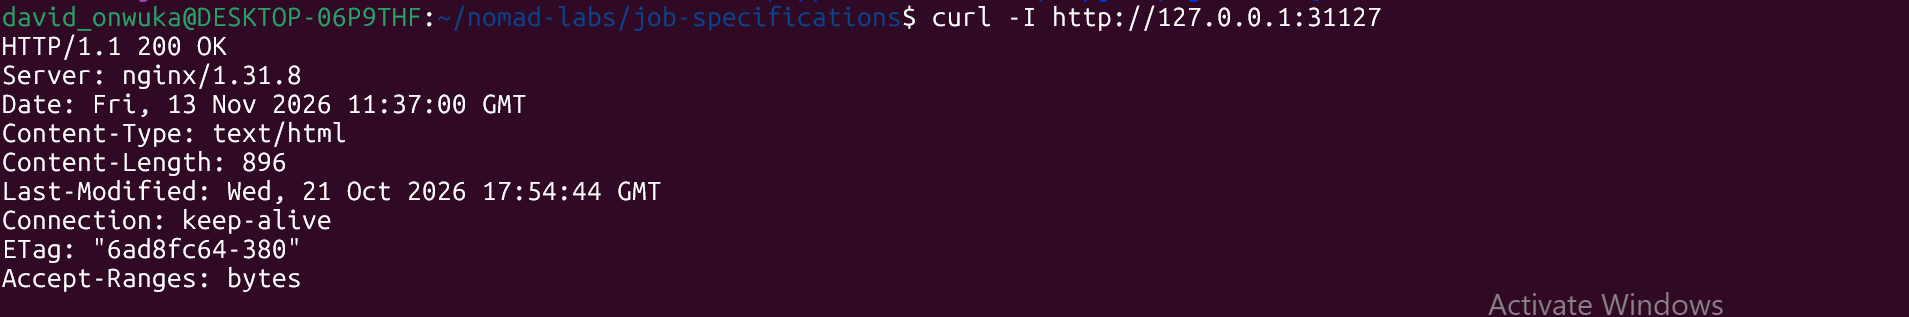 david_onwuka@DESKTOP-06P9THF:~/nomad-labs/job-specifications$ curl -I http://127.0.0.1:31127
HTTP/1.1 200 OK
Server: nginx/1.31.8
Date: Fri, 13 Nov 2026 11:37:00 GMT
Content-Type: text/html
Content-Length: 896
Last-Modified: Wed, 21 Oct 2026 17:54:44 GMT
Connection: keep-alive
ETag: "6ad8fc64-380"
Accept-Ranges: bytes
Activate Windows